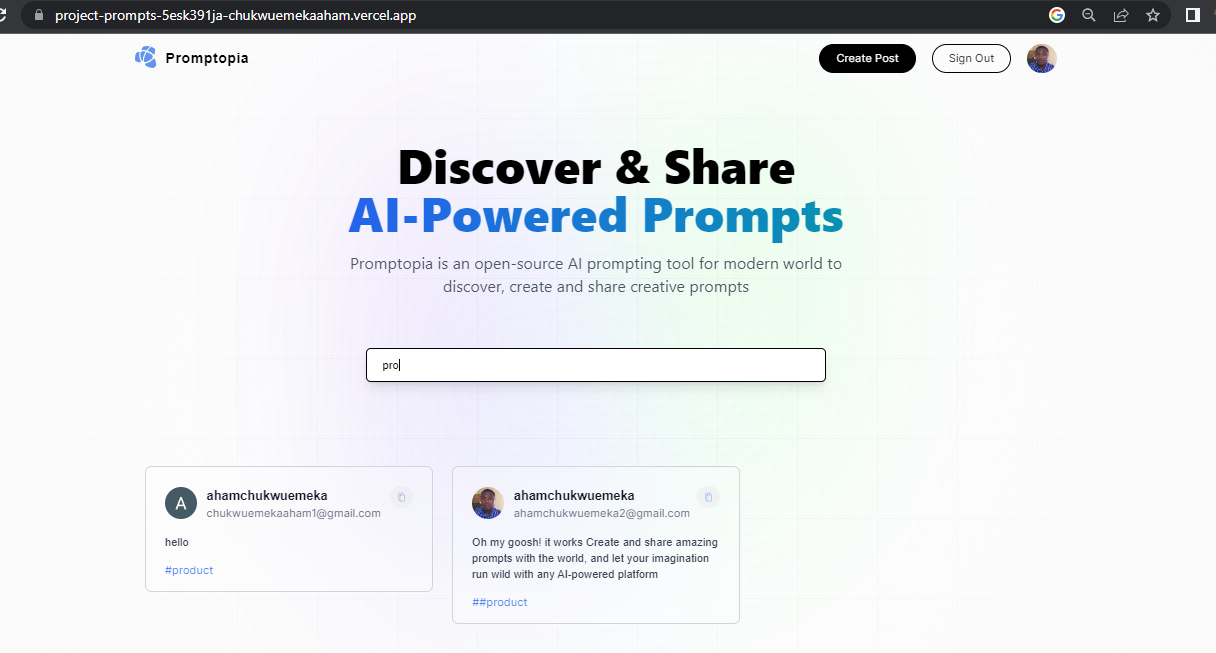 project-prompts-5esk391ja-chukwuemekaaham.vercel.app
Promptopia
Create Post
Sign Out
Discover & Share
AI-Powered Prompts
Promptopia is an open-source AI prompting tool for modern world to
discover, create and share creative prompts
pro
A
ahamchukwuemeka
chukwuemekaaham1@gmail.com
hello
#product
ahamchukwuemeka
ahamchukwuemeka2@gmail.com
Oh my goosh! it works Create and share amazing
prompts with the world, and let your imagination
run wild with any AI-powered platform
##product